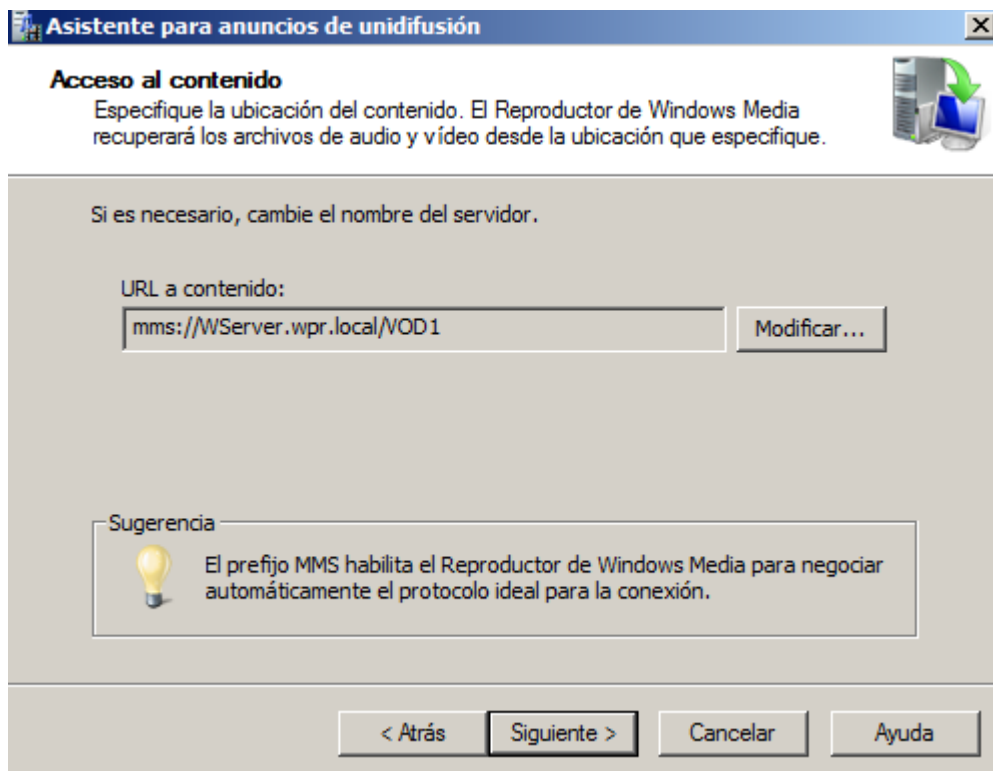 Asistente para anuncios de unidifusión
Acceso al contenido
Especifique la ubicación del contenido. El Reproductor de Windows Media
recuperará los archivos de audio y vídeo desde la ubicación que especifique.
Si es necesario, cambie el nombre del servidor.
URL a contenido:
mms://WServer.wpr.local/VOD1
Modificar...
Sugerencia
El prefijo MMS habilita el Reproductor de Windows Media para negociar
automáticamente el protocolo ideal para la conexión.
< Atrás
Siguiente >
Cancelar
Ayuda